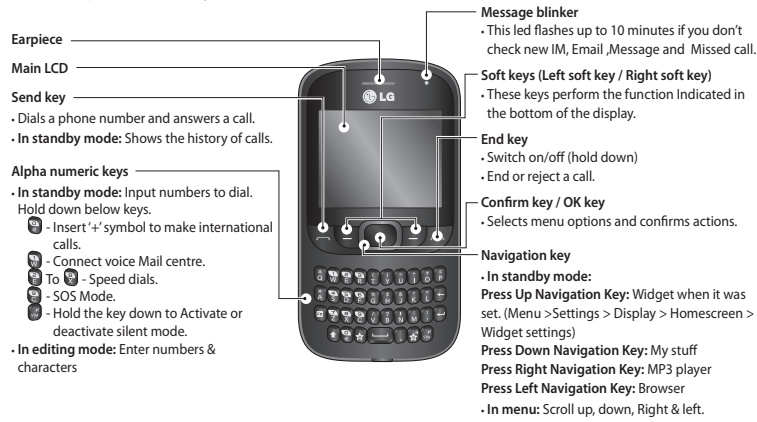 Earpiece
Main LCD
Send key
• Dials a phone number and answers a call.
• In standby mode: Shows the history of calls.
Alpha numeric keys
• In standby mode: Input numbers to dial.
Hold down below keys.
- Insert ‘+’ symbol to make international
calls.
- Connect voice Mail centre.
To - Speed dials.
- SOS Mode.
- Hold the key down to Activate or
deactivate silent mode.
• In editing mode: Enter numbers &
characters
LG
Message blinker
• This led flashes up to 10 minutes if you don’t
check new IM, Email ,Message and Missed call.
Soft keys (Left soft key / Right soft key)
• These keys perform the function Indicated in
the bottom of the display.
End key
• Switch on/off (hold down)
• End or reject a call.
Confirm key / OK key
• Selects menu options and confirms actions.
Navigation key
• In standby mode:
Press Up Navigation Key: Widget when it was
set. (Menu >Settings > Display > Homescreen >
Widget settings)
Press Down Navigation Key: My stuff
Press Right Navigation Key: MP3 player
Press Left Navigation Key: Browser
• In menu: Scroll up, down, Right & left.